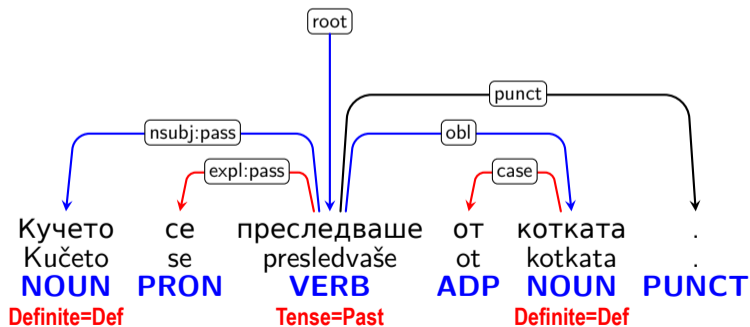 root
punct
nsubj:pass obl
expl:pass case
Кучето се преследваше от котката .
Kučeto se presledvaše ot kotkata .
NOUN PRON VERB ADP NOUN PUNCT
Definite=Def Tense=Past Definite=Def